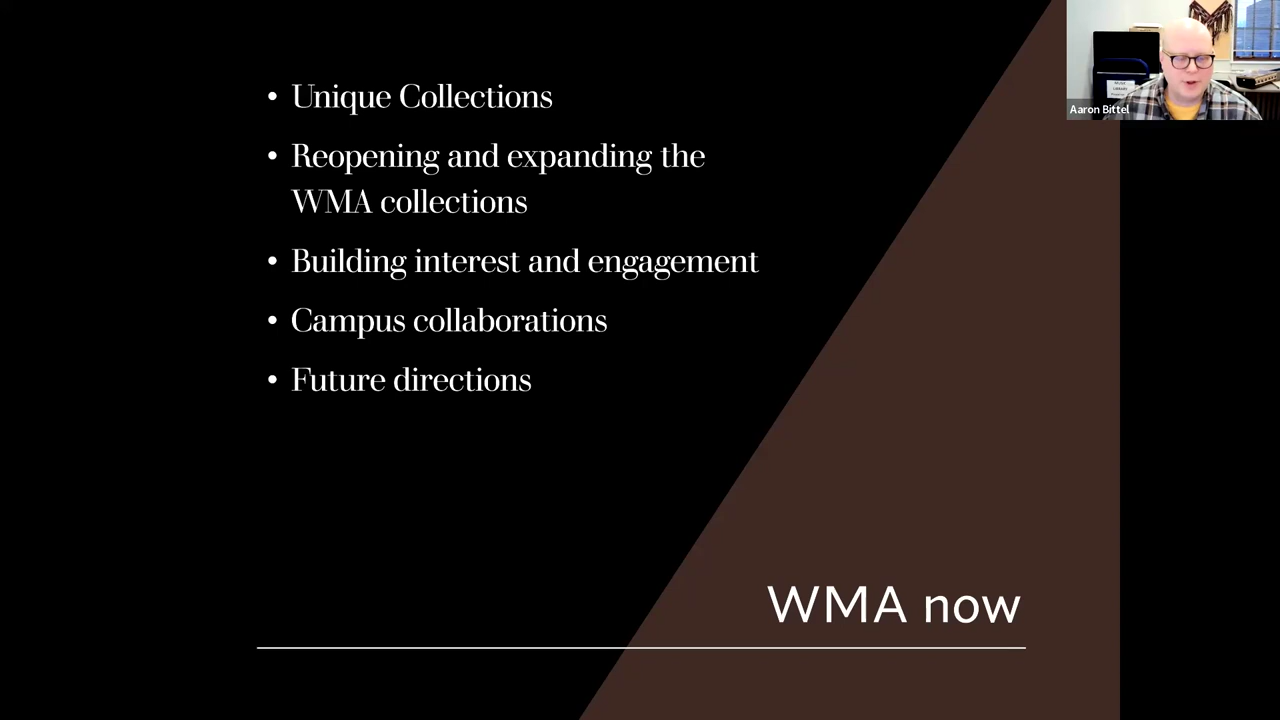 • Unique Collections
• Reopening and expanding the
WMA collections
• Building interest and engagement
• Campus collaborations
• Future directions
WMA now
Aaron Bittel
LIBRARY